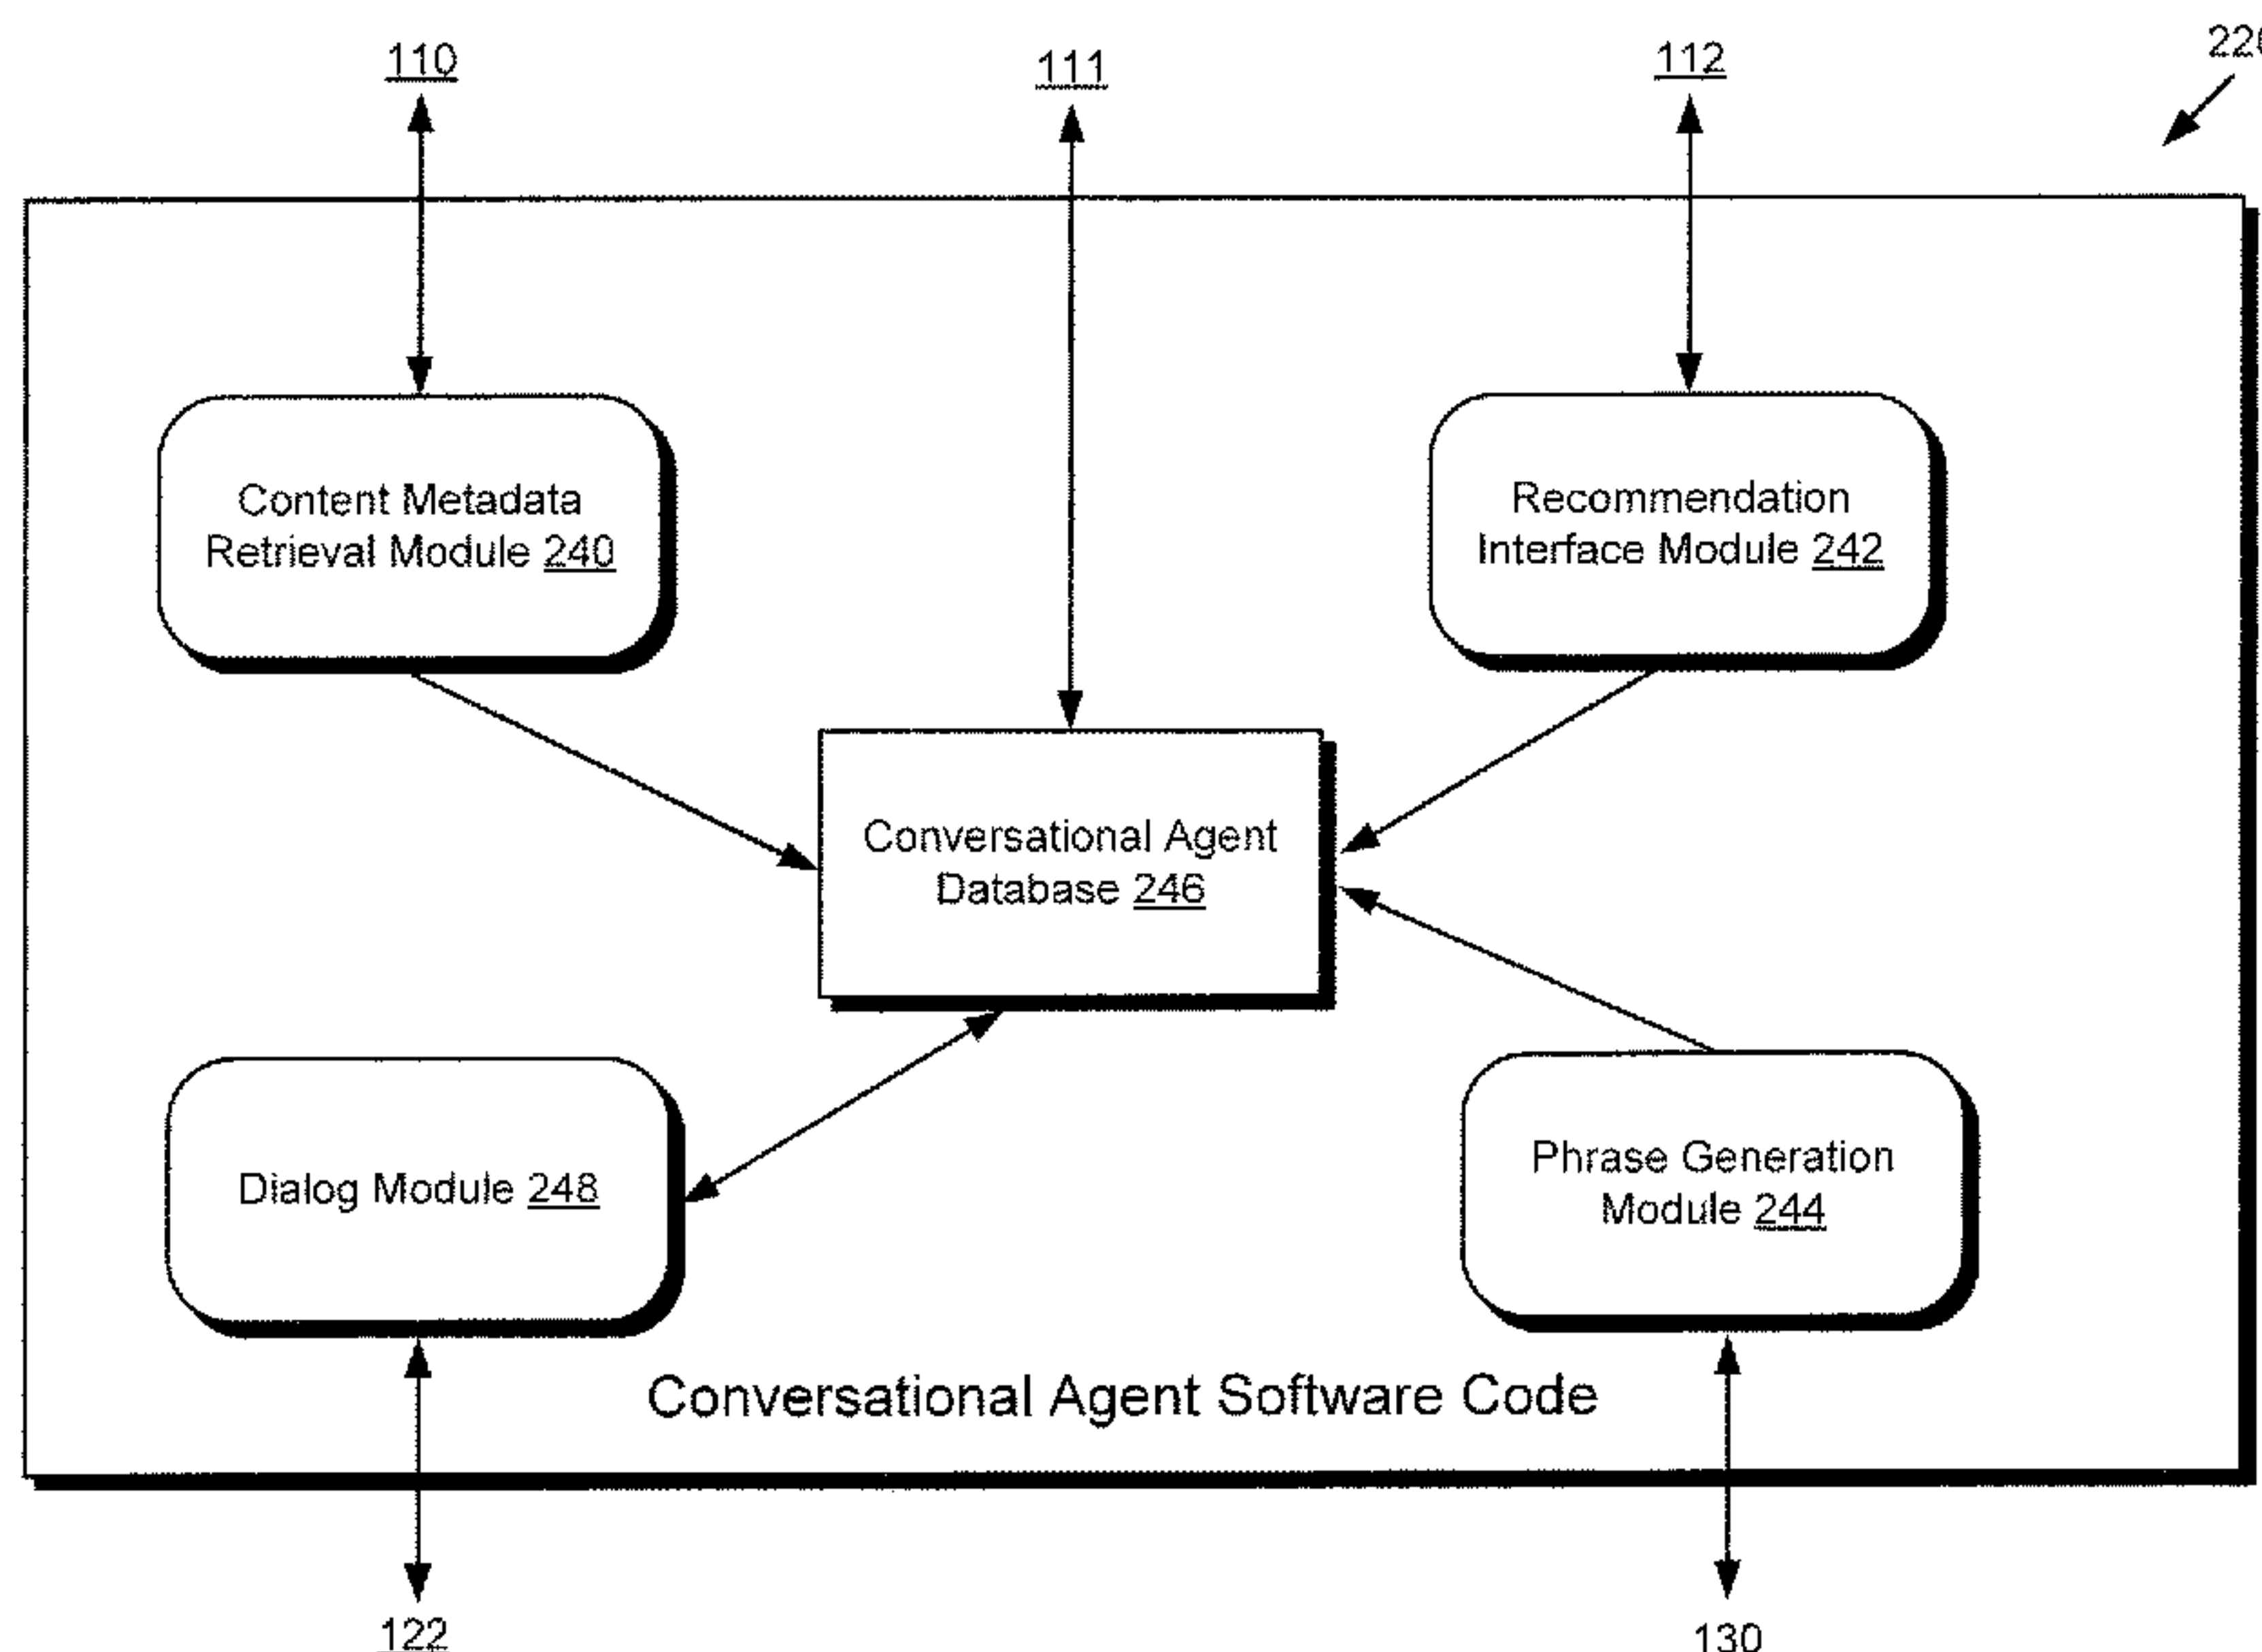 110
111
112
Content Metadata
Retrieval Module 240
Recommendation
Interface Module 242
Conversational Agent
Database 246
Dialog Module 248
Phrase Generation
Module 244
Conversational Agent Software Code
122
130